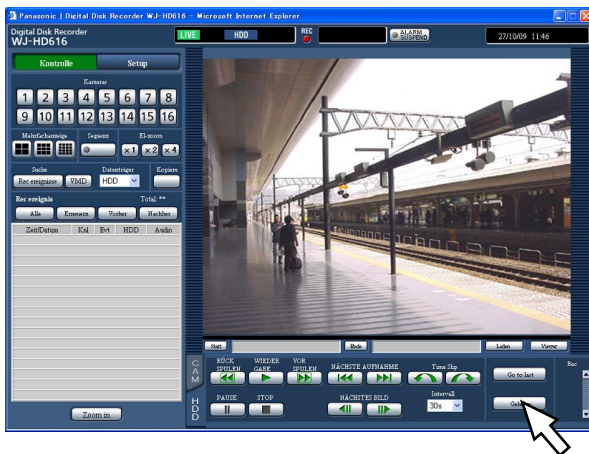 Panasonic | Digital Disk Recorder WJ-HD616 - Microsoft Internet Explorer
Digital Disk Recorder
WJ-HD616
LIVE HDD REC ALARM SUSPEND 27/10/09 11:46
Kontrolle Setup
Kameras
1 2 3 4 5 6 7 8
9 10 11 12 13 14 15 16
Mehrfachanzeige Sequenz El-zoom
x1 x2 x4
Suche Datenträger Kopiere
Rec ereignisse VMD HDD
Rec ereignis Total: **
Alle Erneuern Vorher Nachher
Zeit/Datum Knl Evt HDD Audio
Zoom in
Start Ende Laden Viewer
CAM
HDD
RÜCK SPULEN WIEDER GABE VOR SPULEN NÄCHSTE AUFNAHME Time Slip
Go to last
Rec
PAUSE STOP NÄCHSTES BILD Intervall
30s